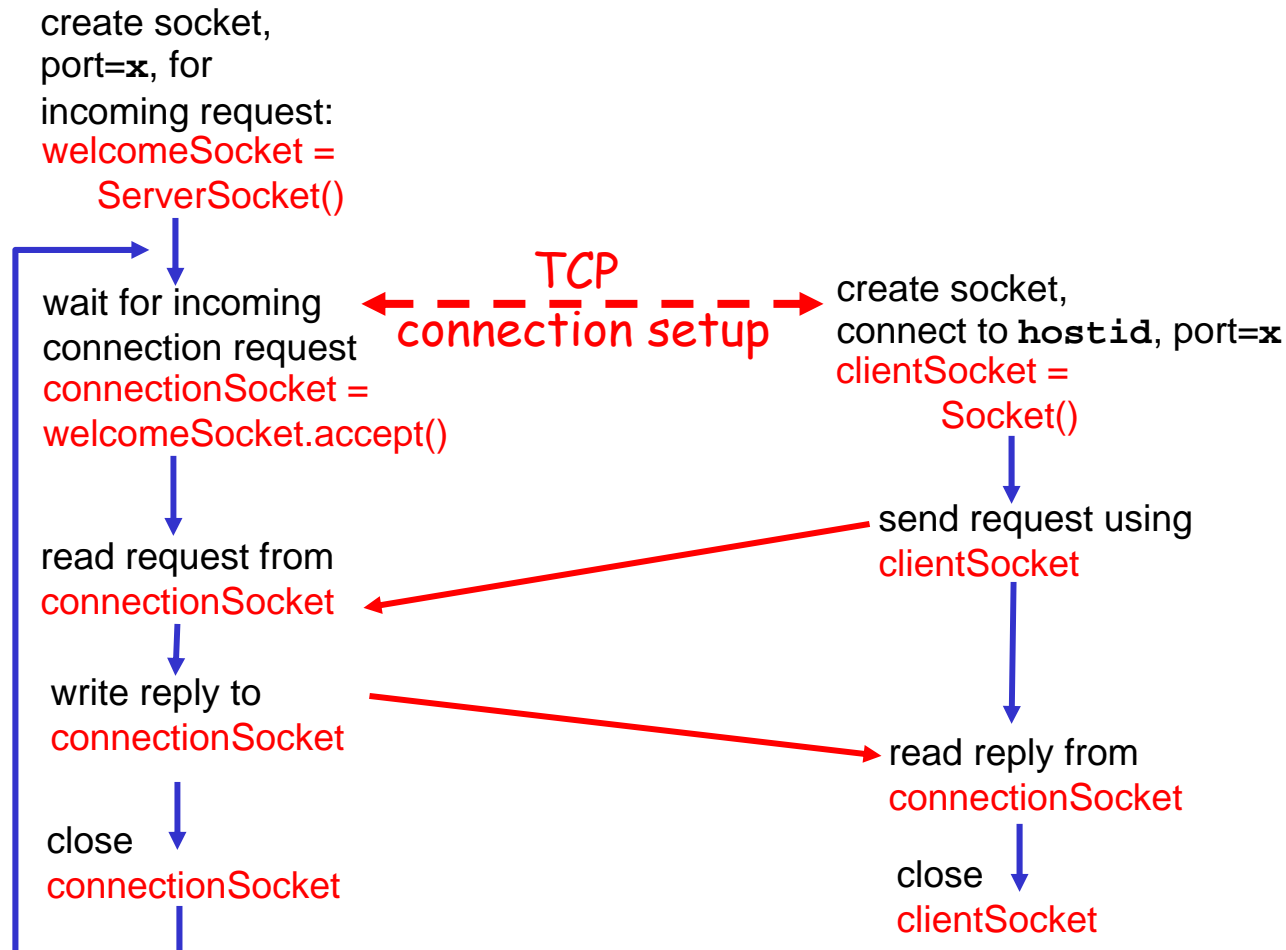 create socket,
port=x, for
incoming request:
welcomeSocket =
ServerSocket()
wait for incoming
connection request
connectionSocket =
welcomeSocket.accept()
TCP
connection setup
create socket,
connect to hostid, port=x
clientSocket =
Socket()
send request using
clientSocket
read request from
connectionSocket
write reply to
connectionSocket
read reply from
connectionSocket
close
connectionSocket
close
clientSocket